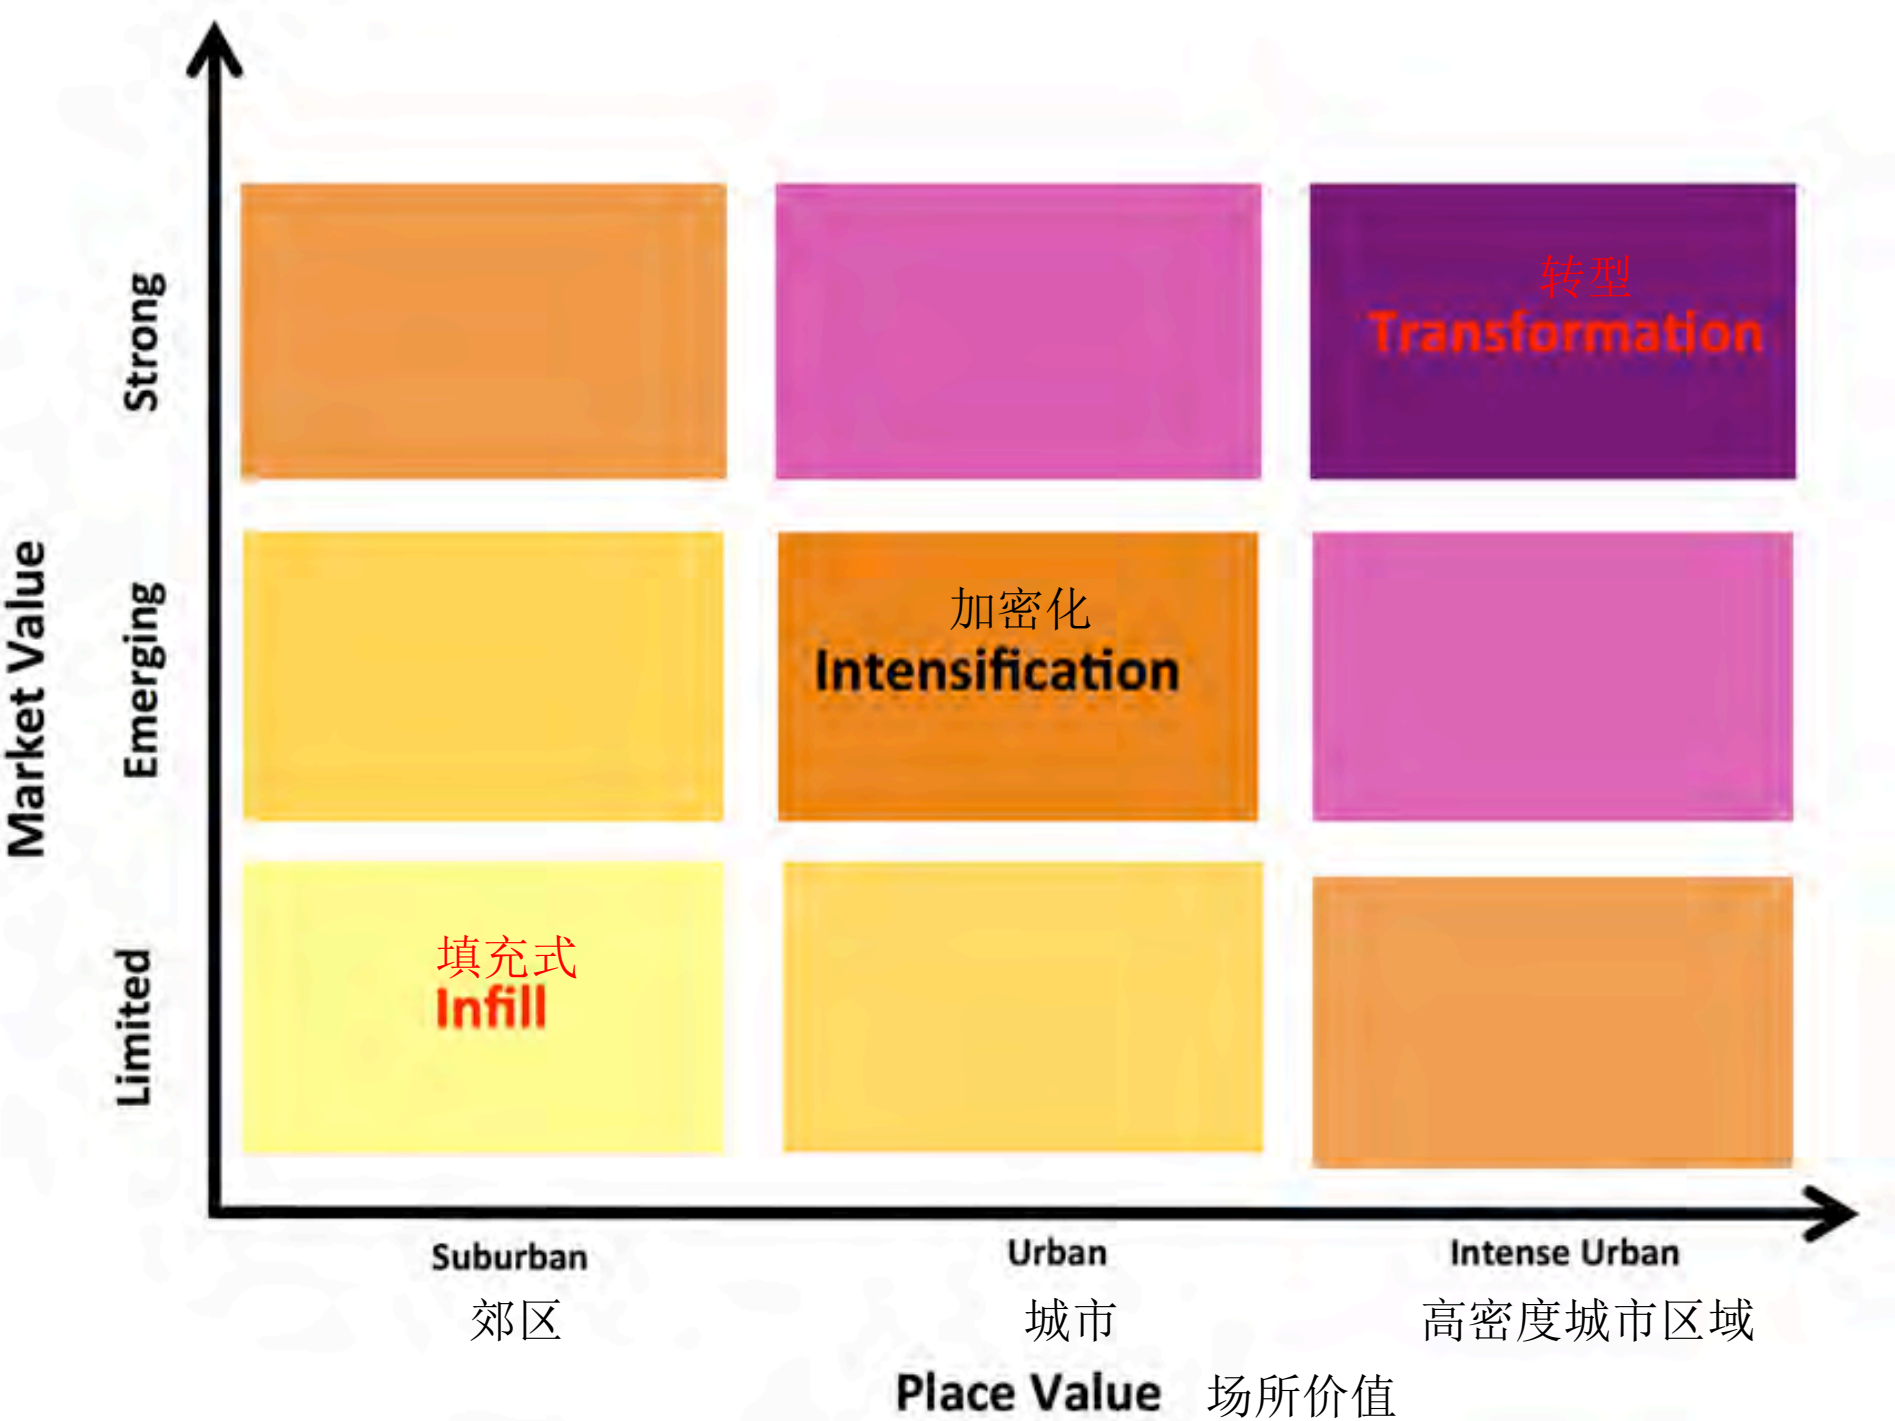 Market Value
Strong
Emerging
Limited
转型
Transformation
加密化
Intensification
填充式
Infill
Suburban
Urban
Intense Urban
郊区
城市
高密度城市区域
Place Value 场所价值